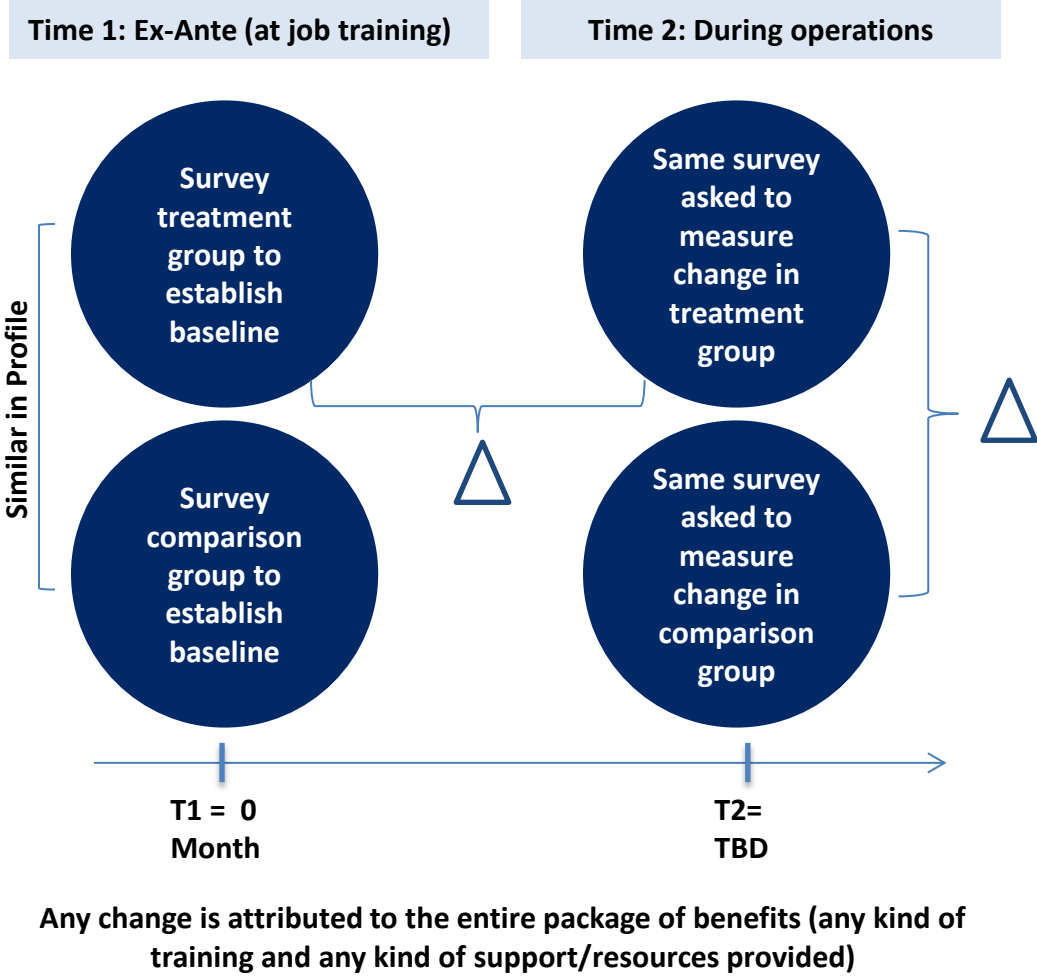 Time 1: Ex-Ante (at job training)
Time 2: During operations
Similar in Profile
Survey
treatment
group to
establish
baseline
Same survey
asked to
measure
change in
treatment
group
Survey
comparison
group to
establish
baseline
Same survey
asked to
measure
change in
comparison
group
T1 = 0
Month
T2=
TBD
Any change is attributed to the entire package of benefits (any kind of
training and any kind of support/resources provided)